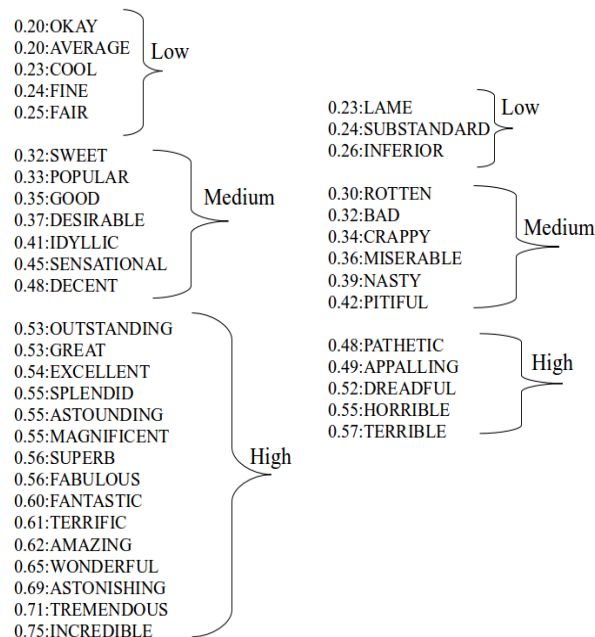 0.20:OKAY
0.20:AVERAGE
0.23:COOL
0.24:FINE
0.25:FAIR
Low
0.32:SWEET
0.33:POPULAR
0.35:GOOD
0.37:DESIRABLE
0.41:IDYLLIC
0.45:SENSATIONAL
0.48:DECENT
Medium
0.53:OUTSTANDING
0.53:GREAT
0.54:EXCELLENT
0.55:SPLENDID
0.55:ASTOUNDING
0.55:MAGNIFICENT
0.56:SUPERB
0.56:FABULOUS
0.60:FANTASTIC
0.61:TERRIFIC
0.62:AMAZING
0.65:WONDERFUL
0.69:ASTONISHING
0.71:TREMENDOUS
0.75:INCREDIBLE
High
0.23:LAME
0.24:SUBSTANDARD
0.26:INFERIOR
Low
0.30:ROTTEN
0.32:BAD
0.34:CRAPPY
0.36:MISERABLE
0.39:NASTY
0.42:PITIFUL
Medium
0.48:PATHETIC
0.49:APPALLING
0.52:DREADFUL
0.55:HORRIBLE
0.57:TERRIBLE
High